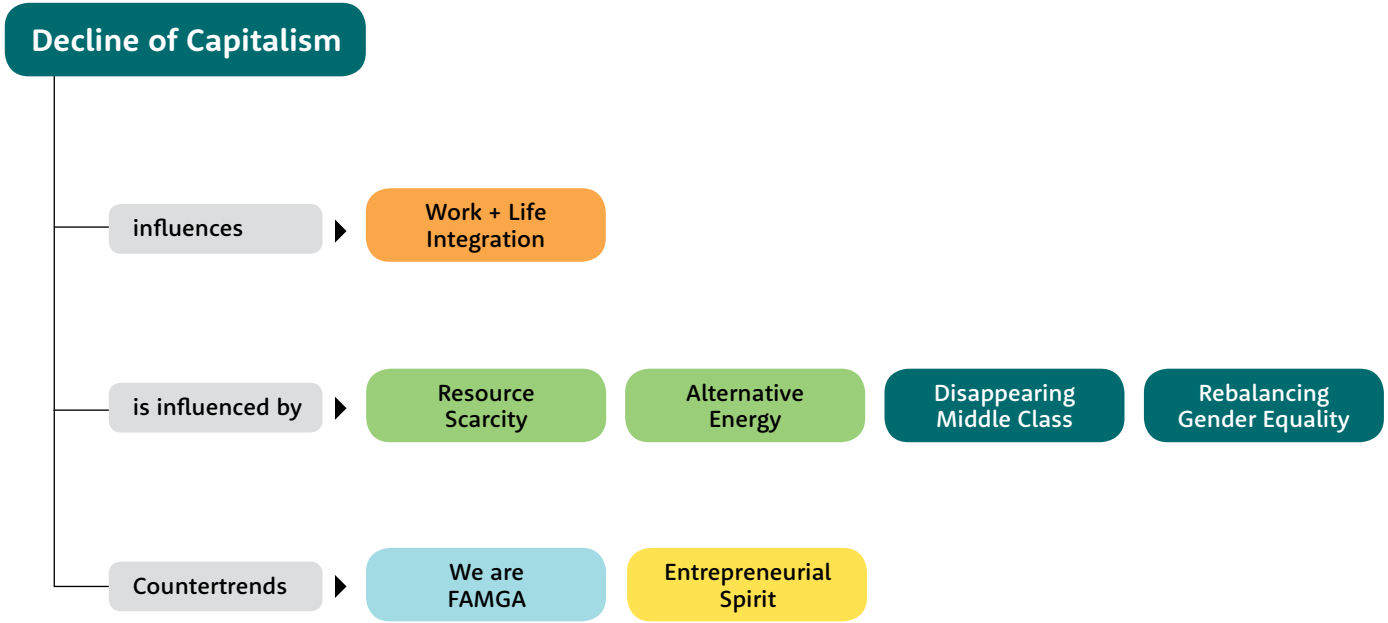 Decline of Capitalism
influences
Work + Life
Integration
is influenced by
Resource
Scarcity
Alternative
Energy
Disappearing
Middle Class
Rebalancing
Gender Equality
Countertrends
We are
FAMGA
Entrepreneurial
Spirit